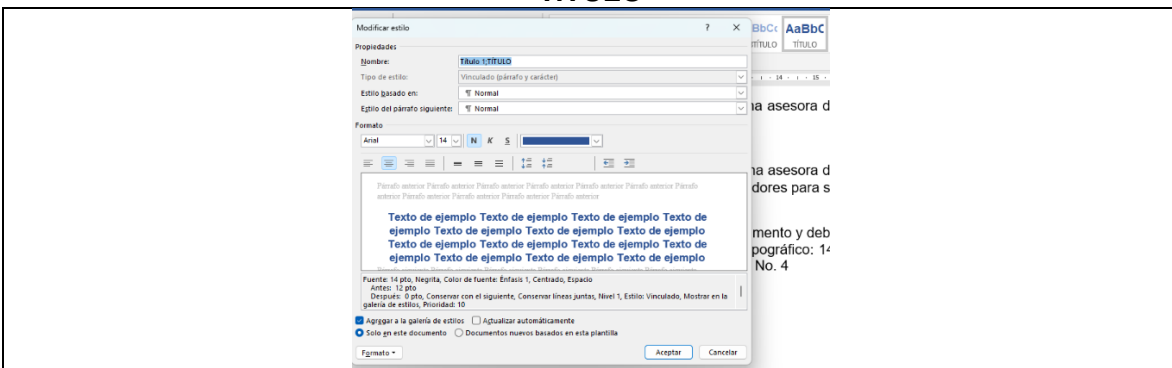 Modificar estilo ? ×
Propiedades
Nombre: Título 1;TÍTULO
Tipo de estilo: Vinculado (párrafo y carácter)
Estilo basado en: ¶ Normal
Estilo del párrafo siguiente: ¶ Normal
Formato
Arial 14 N K S
Párrafo anterior Párrafo anterior Párrafo anterior Párrafo anterior Párrafo anterior Párrafo anterior Párrafo
anterior Párrafo anterior Párrafo anterior Párrafo anterior Párrafo anterior
Texto de ejemplo Texto de ejemplo Texto de ejemplo Texto de
ejemplo Texto de ejemplo Texto de ejemplo Texto de ejemplo
Texto de ejemplo Texto de ejemplo Texto de ejemplo Texto de
ejemplo Texto de ejemplo Texto de ejemplo Texto de ejemplo
Fuente: 14 pto, Negrita, Color de fuente: Énfasis 1, Centrado, Espacio
Antes: 12 pto
Después: 0 pto, Conservar con el siguiente, Conservar líneas juntas, Nivel 1, Estilo: Vinculado, Mostrar en la
galería de estilos, Prioridad: 10
Agregar a la galería de estilos Actualizar automáticamente
Solo en este documento Documentos nuevos basados en esta plantilla
Formato Aceptar Cancelar
BbCc AaBbC
TÍTULO TÍTULO
14 15
na asesora d
na asesora d
dores para s
mento y deb
pográfico: 14
No. 4